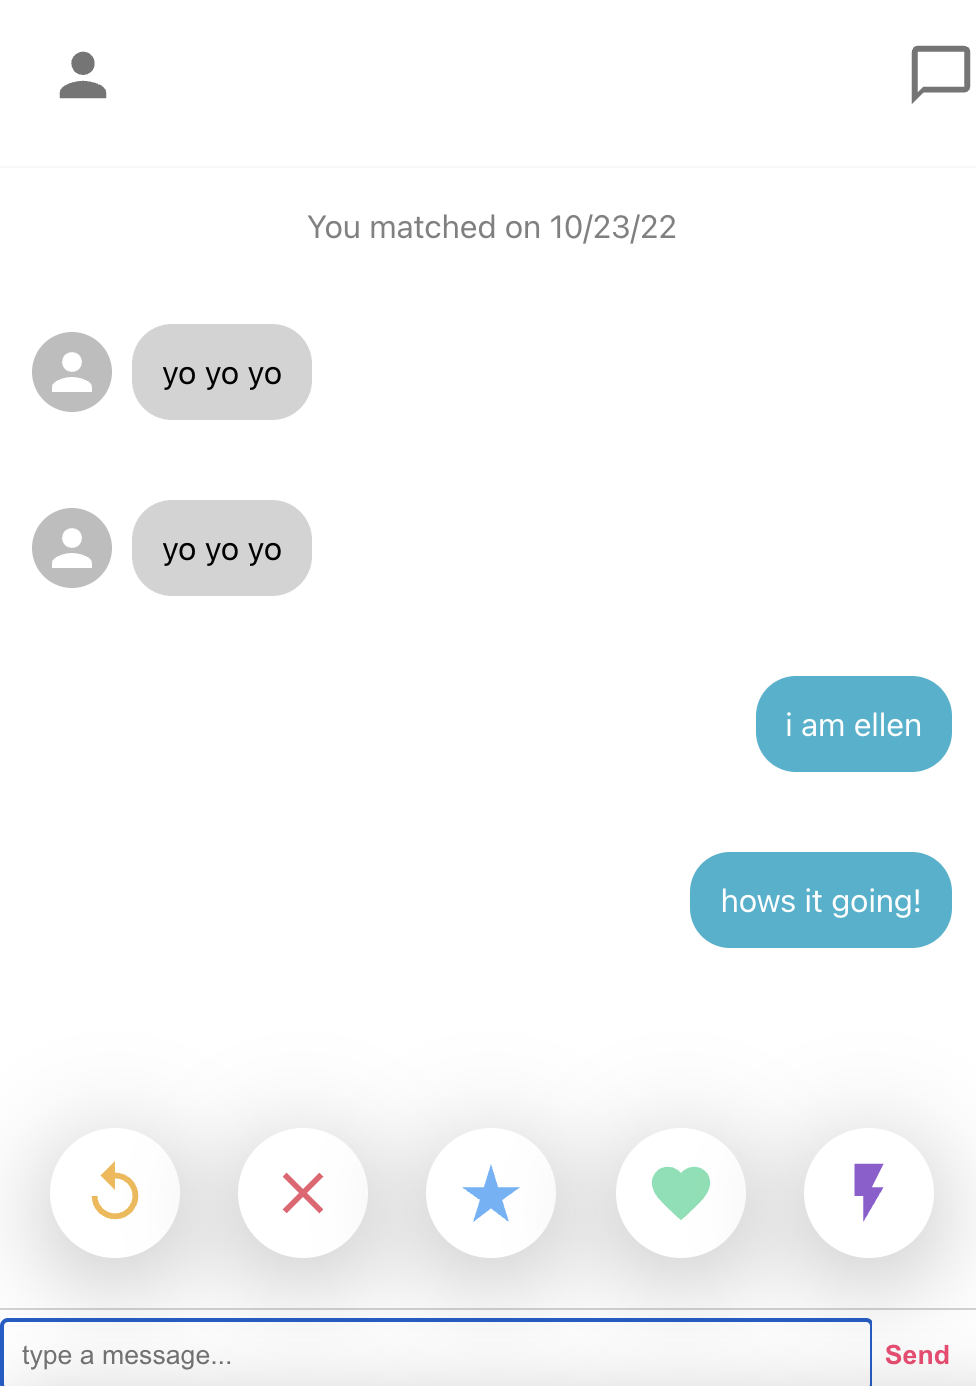 You matched on 10/23/22
yo yo yo
yo yo yo
i am ellen
hows it going!
type a message...
Send